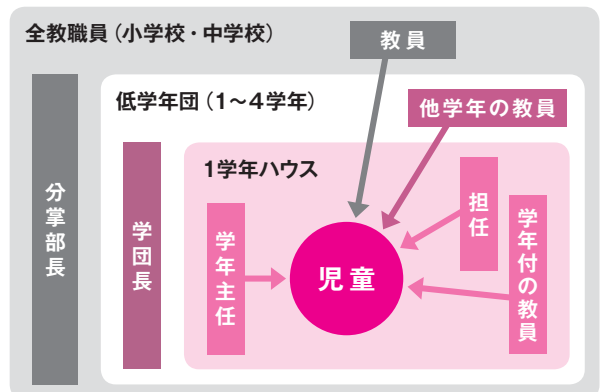 全教職員（小学校・中学校）
教員
低学年団（1～4学年）
他学年の教員
1学年ハウス
分掌部長
学団長
学年主任
児童
担任
学年付の教員